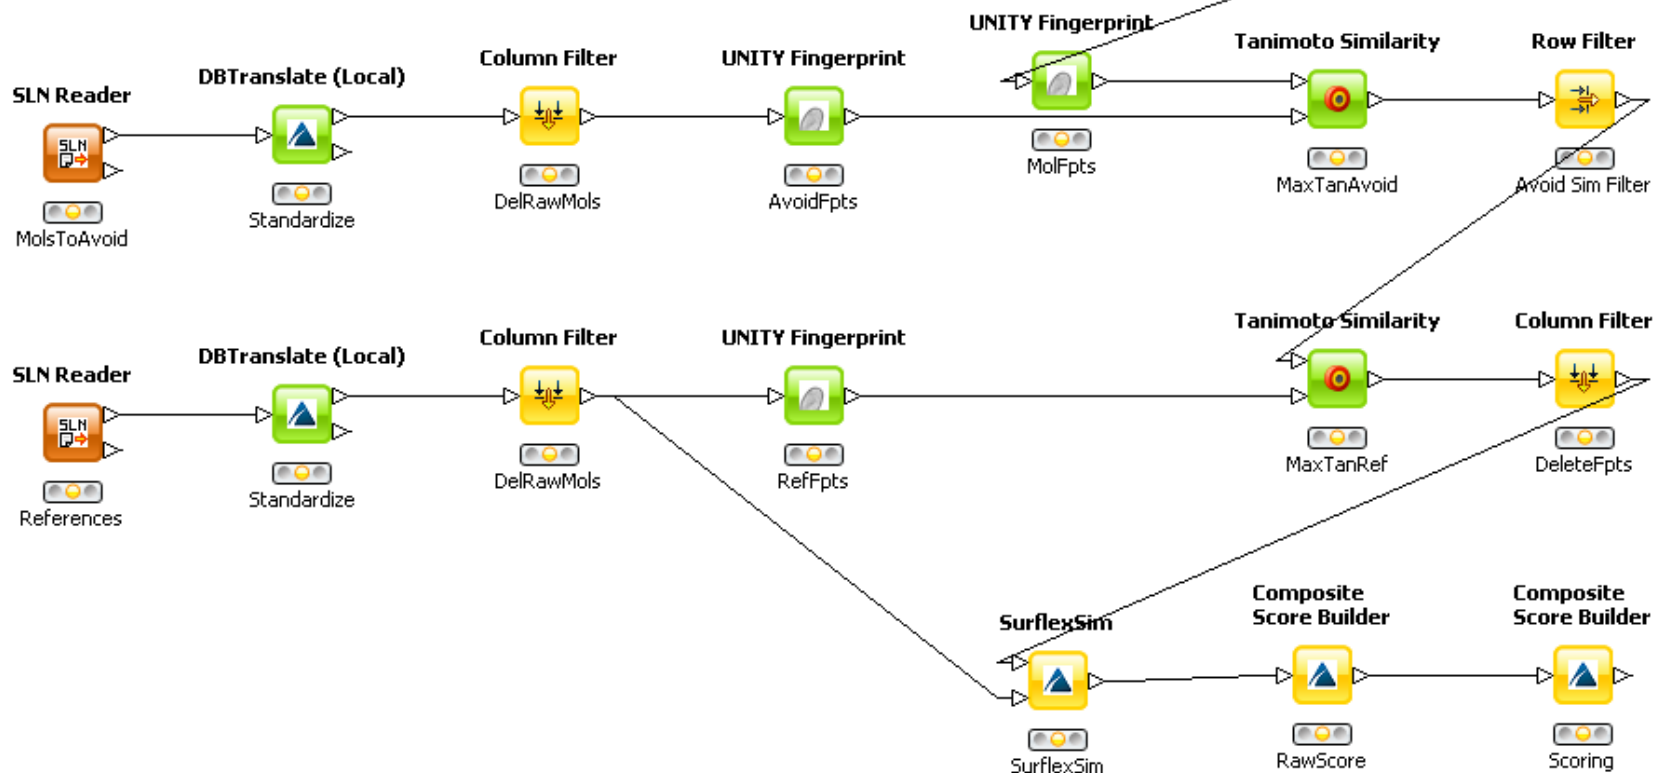 UNITY Fingerprint
MolFpts
Tanimoto Similarity
MaxTanAvoid
Row Filter
Avoid Sim Filter
UNITY Fingerprint
AvoidFpts
Column Filter
DelRawMols
DBTranslate (Local)
Standardize
SLN Reader
SLN
MolsToAvoid
Tanimoto Similarity
MaxTanRef
Column Filter
DeleteFpts
UNITY Fingerprint
RefFpts
Column Filter
DelRawMols
DBTranslate (Local)
Standardize
SLN Reader
SLN
References
SurflexSim
SurflexSim
Composite
Score Builder
RawScore
Composite
Score Builder
Scoring